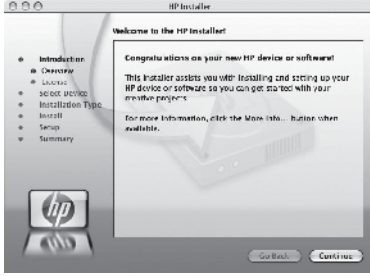 HP Installer
Welcome to the HP Installer!
Introduction
Overview
License
Select Device
Installation Type
Install
Setup
Summary
Congratulations on your new HP device or software!
This installer assists you with installing and setting up your
HP device or software so you can get started with your
creative projects.
For more information, click the More Info... button when
available.
hp
Go Back
Continue